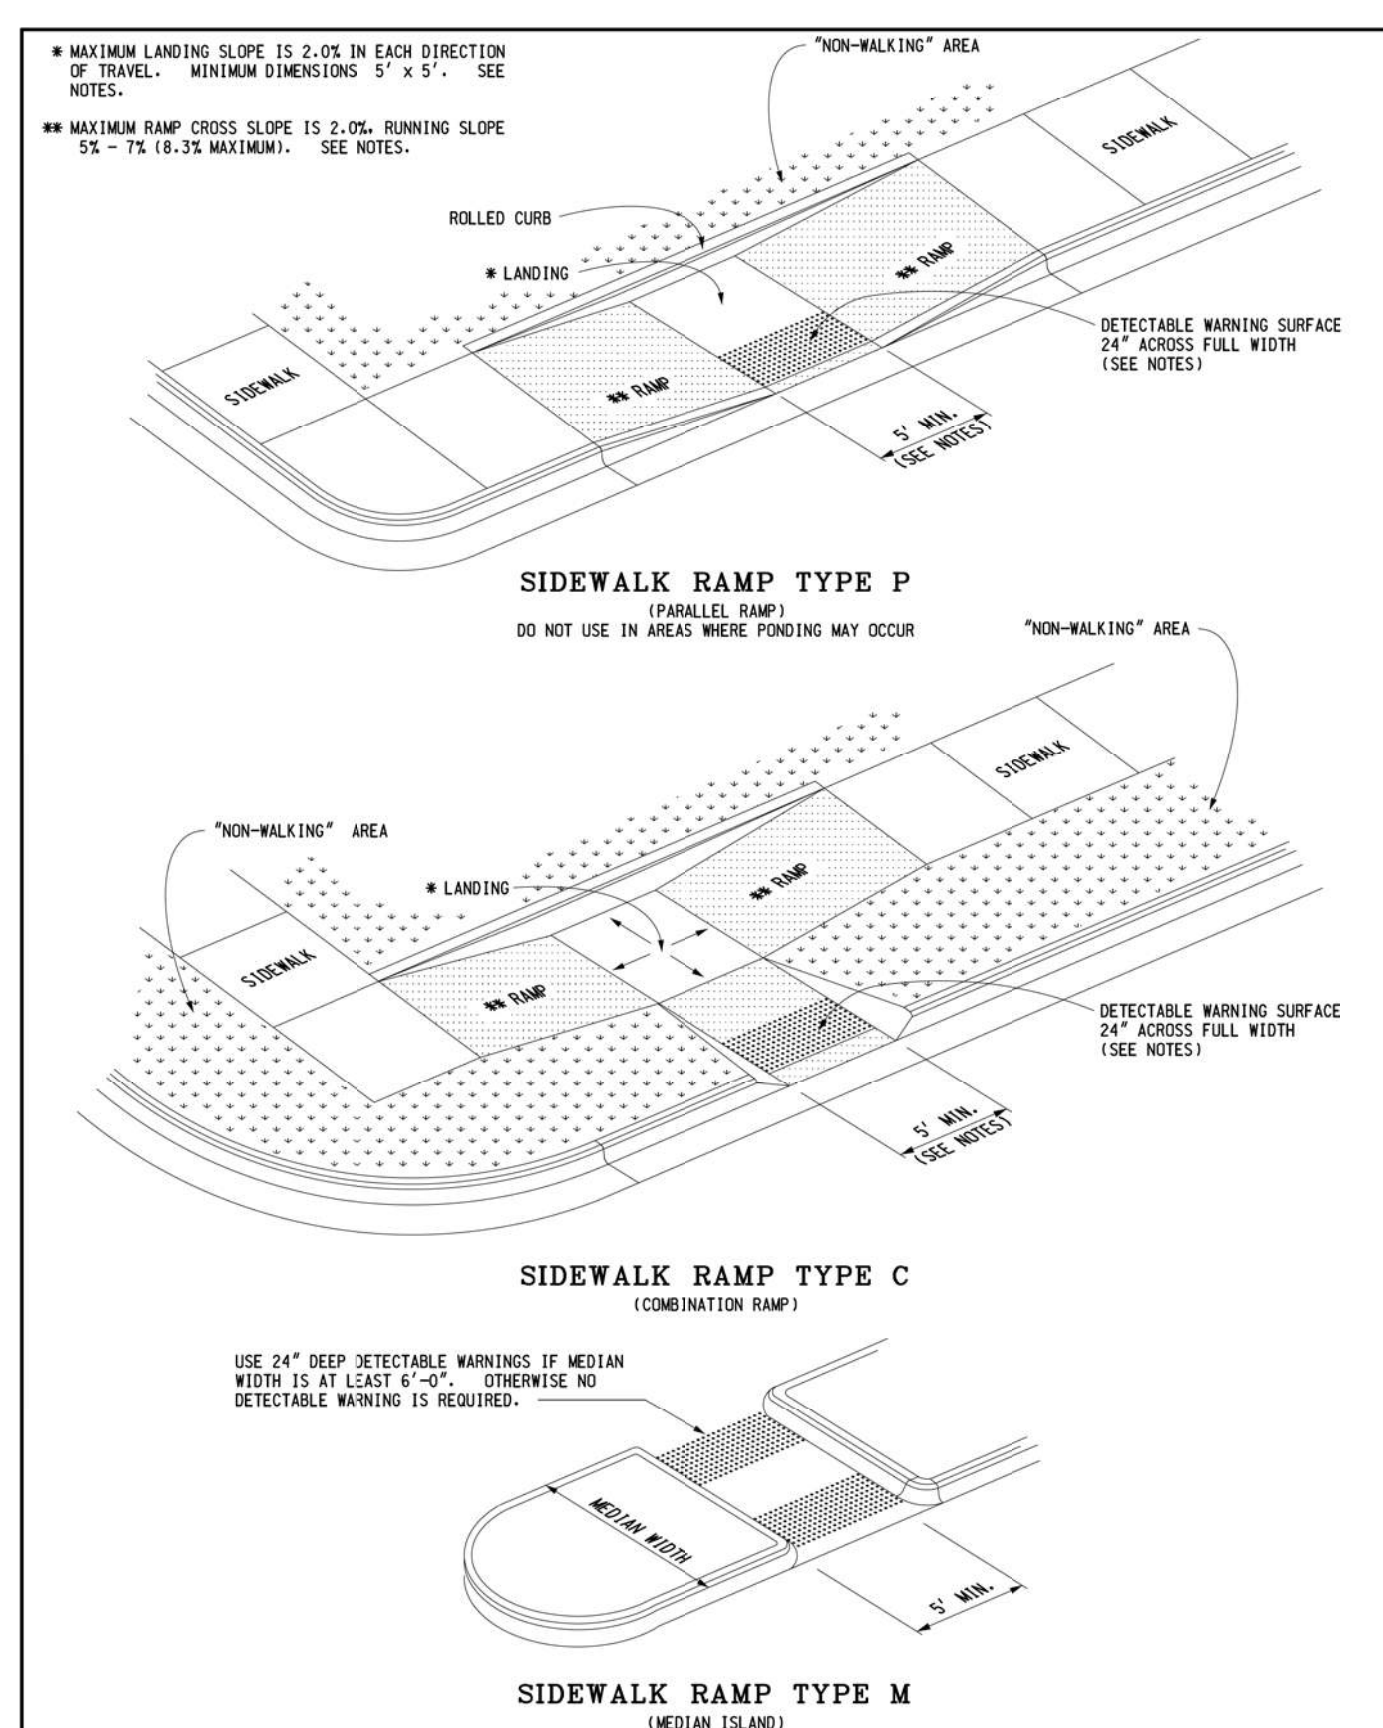 * MAXIMUM LANDING SLOPE IS 2.0% IN EACH DIRECTION
OF TRAVEL. MINIMUM DIMENSIONS 5' x 5'. SEE
NOTES.
** MAXIMUM RAMP CROSS SLOPE IS 2.0%, RUNNING SLOPE
5% - 7% (8.3% MAXIMUM). SEE NOTES.
"NON-WALKING" AREA
SIDEWALK
ROLLED CURB
* LANDING
** RAMP
DETECTABLE WARNING SURFACE
24" ACROSS FULL WIDTH
(SEE NOTES)
SIDEWALK
** RAMP
5' MIN.
(SEE NOTES)
SIDEWALK RAMP TYPE P
(PARALLEL RAMP)
DO NOT USE IN AREAS WHERE PONDING MAY OCCUR
"NON-WALKING" AREA
SIDEWALK
"NON-WALKING" AREA
* LANDING
** RAMP
SIDEWALK
** RAMP
DETECTABLE WARNING SURFACE
24" ACROSS FULL WIDTH
(SEE NOTES)
5' MIN.
(SEE NOTES)
SIDEWALK RAMP TYPE C
(COMBINATION RAMP)
USE 24" DEEP DETECTABLE WARNINGS IF MEDIAN
WIDTH IS AT LEAST 6'-0". OTHERWISE NO
DETECTABLE WARNING IS REQUIRED.
MEDIAN WIDTH
5' MIN.
SIDEWALK RAMP TYPE M
(MEDIAN ISLAND)